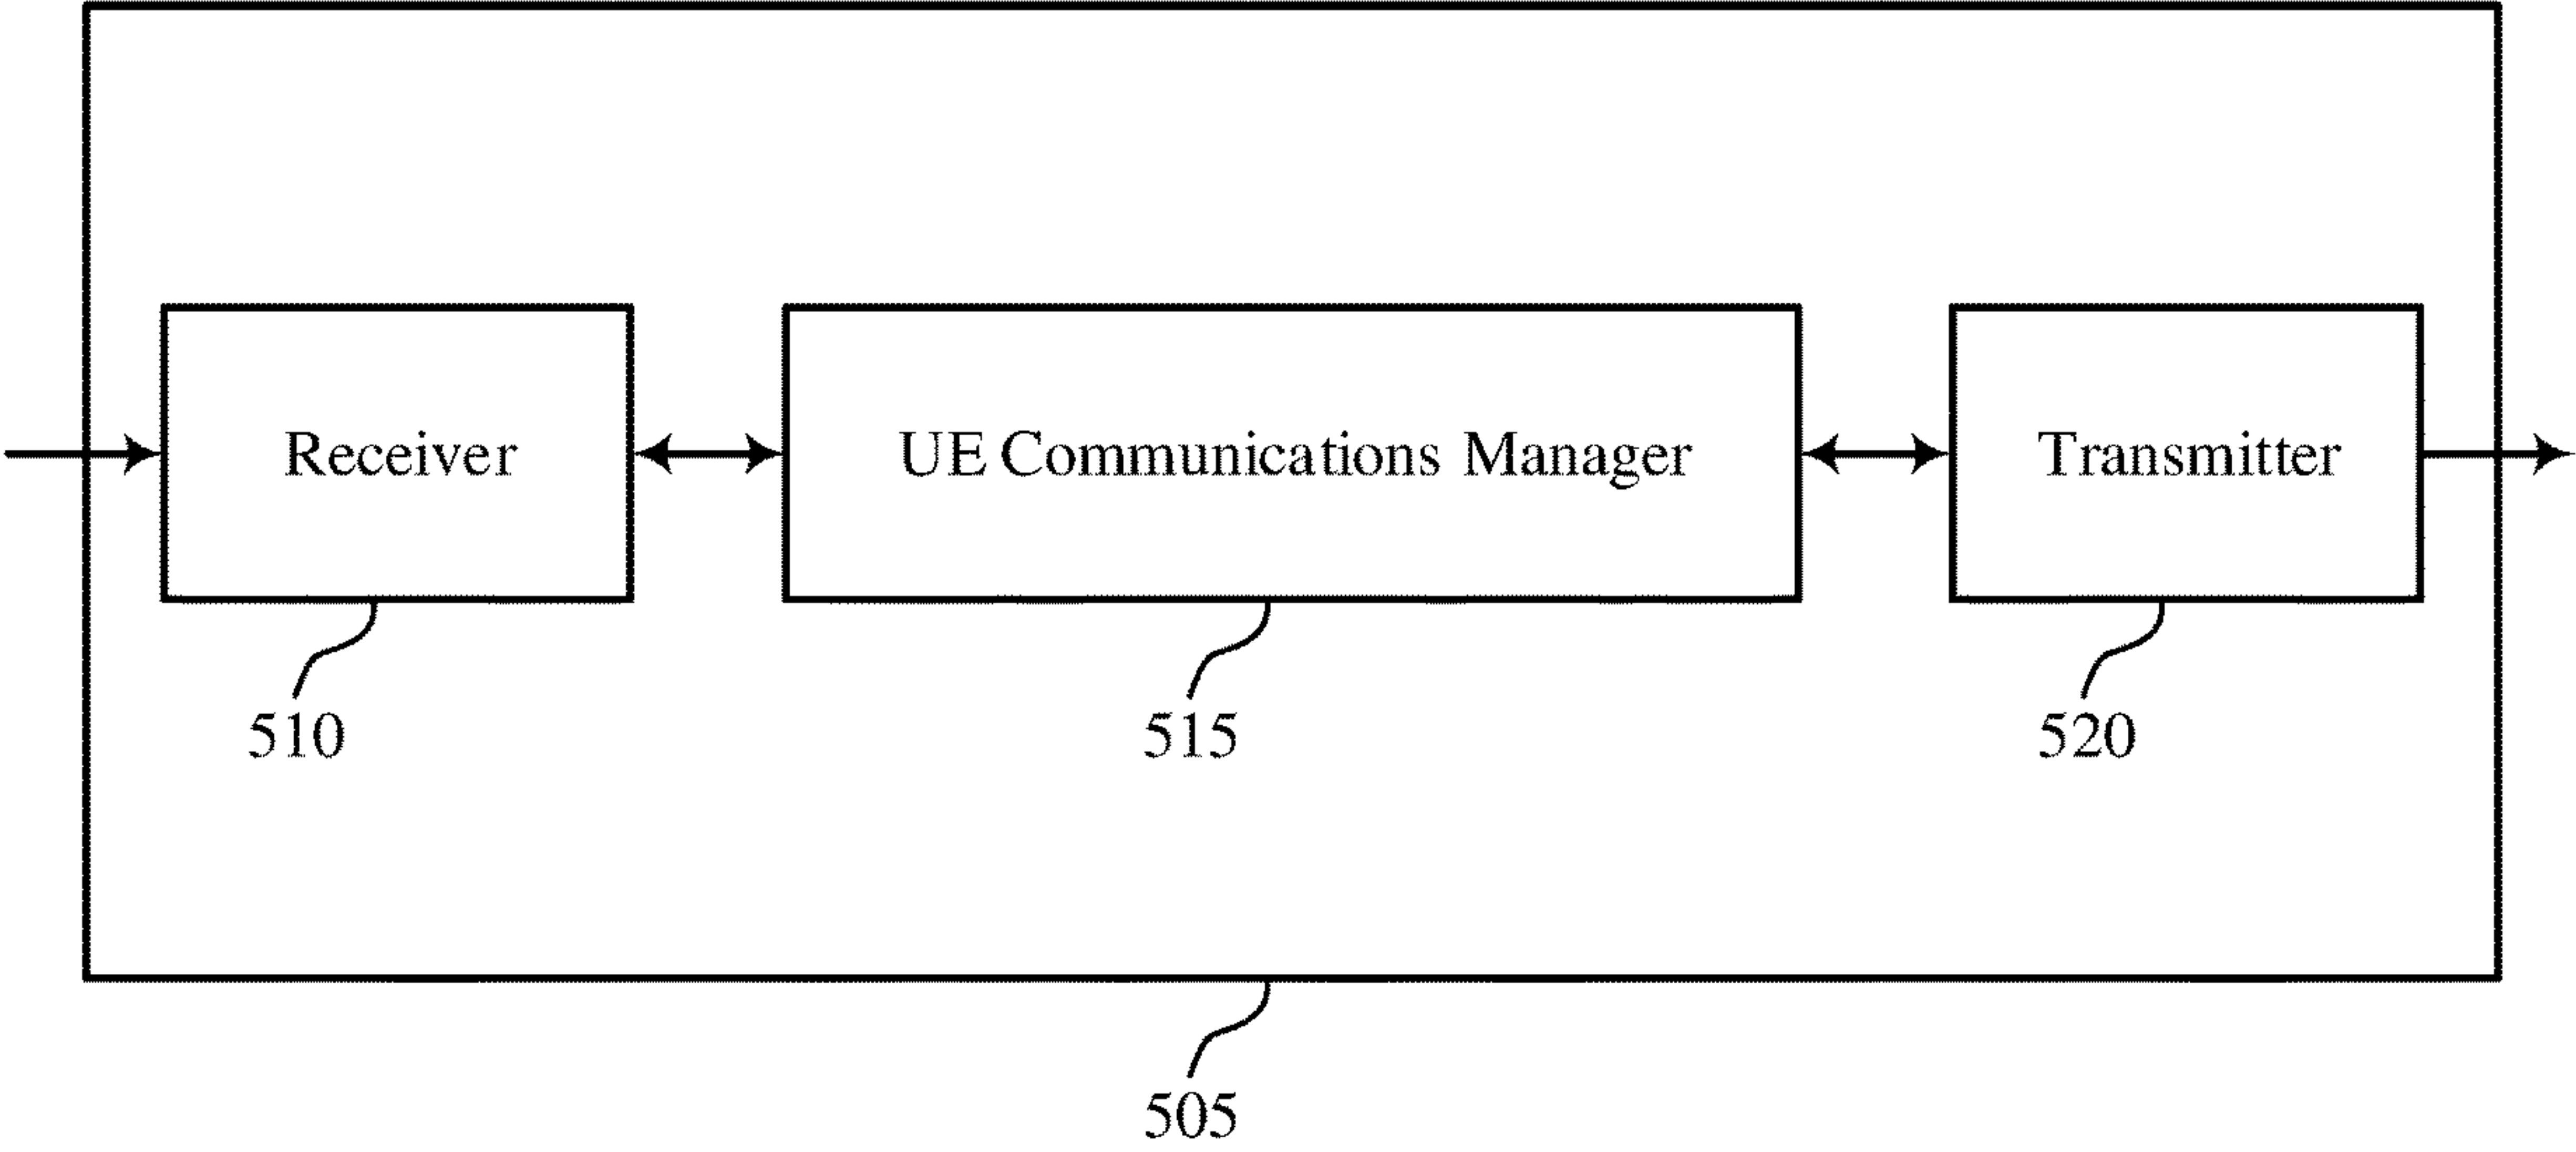 Receiver
UE Communications Manager
Transmitter
510
515
520
505